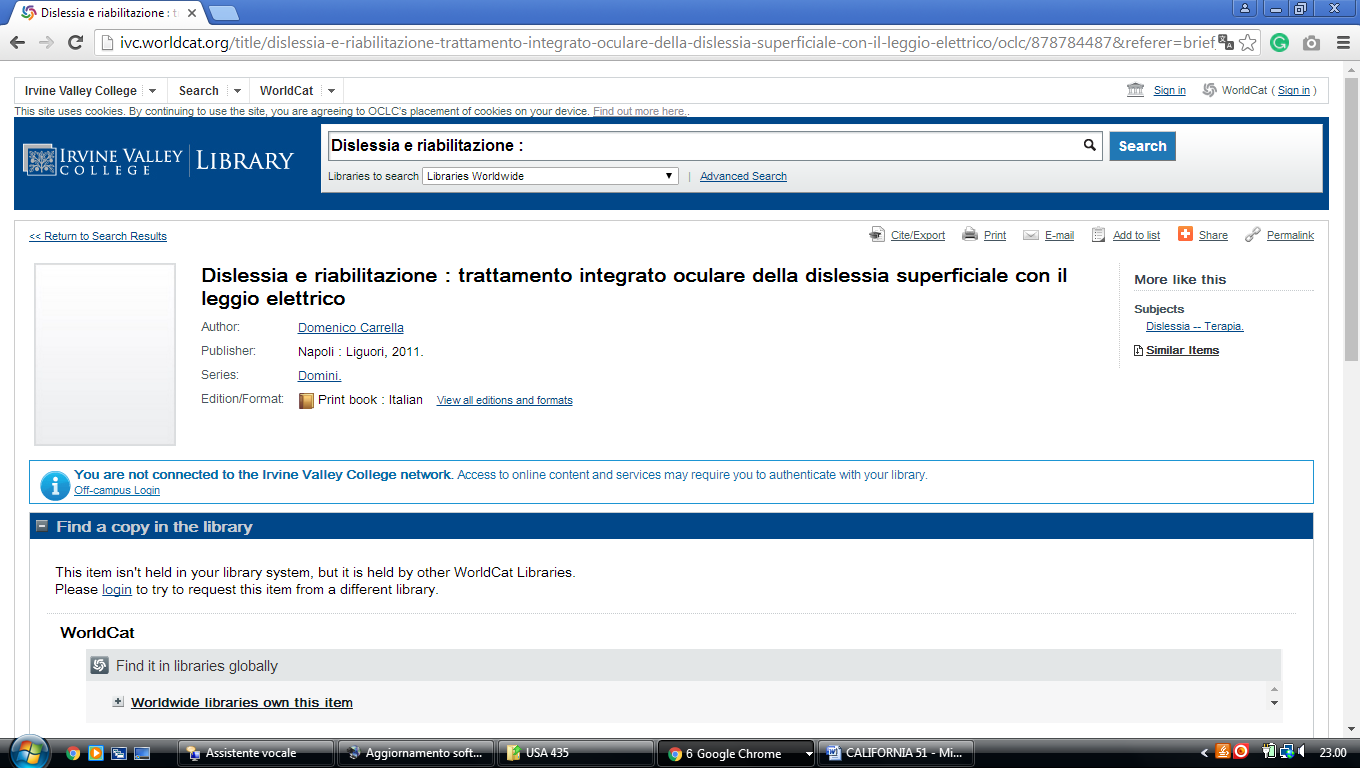 Dislessia e riabilitazione : t
ivc.worldcat.org/title/dislessia-e-riabilitazione-trattamento-integrato-oculare-della-dislessia-superficiale-con-il-leggio-elettrico/oclc/878784487&referer=brief_
Irvine Valley College Search WorldCat Sign in WorldCat ( Sign in )
This site uses cookies. By continuing to use the site, you are agreeing to OCLC's placement of cookies on your device. Find out more here..
IRVINE VALLEY COLLEGE LIBRARY
Dislessia e riabilitazione : Search
Libraries to search Libraries Worldwide | Advanced Search
<< Return to Search Results Cite/Export Print E-mail Add to list Share Permalink
Dislessia e riabilitazione : trattamento integrato oculare della dislessia superficiale con il
leggio elettrico
Author: Domenico Carrella
Publisher: Napoli : Liguori, 2011.
Series: Domini.
Edition/Format: Print book : Italian View all editions and formats
More like this
Subjects
Dislessia -- Terapia.
Similar Items
You are not connected to the Irvine Valley College network. Access to online content and services may require you to authenticate with your library.
Off-campus Login
Find a copy in the library
This item isn't held in your library system, but it is held by other WorldCat Libraries.
Please login to try to request this item from a different library.
WorldCat
Find it in libraries globally
Worldwide libraries own this item
Assistente vocale Aggiornamento soft... USA 435 6 Google Chrome CALIFORNIA 51 - Mi... 23.00